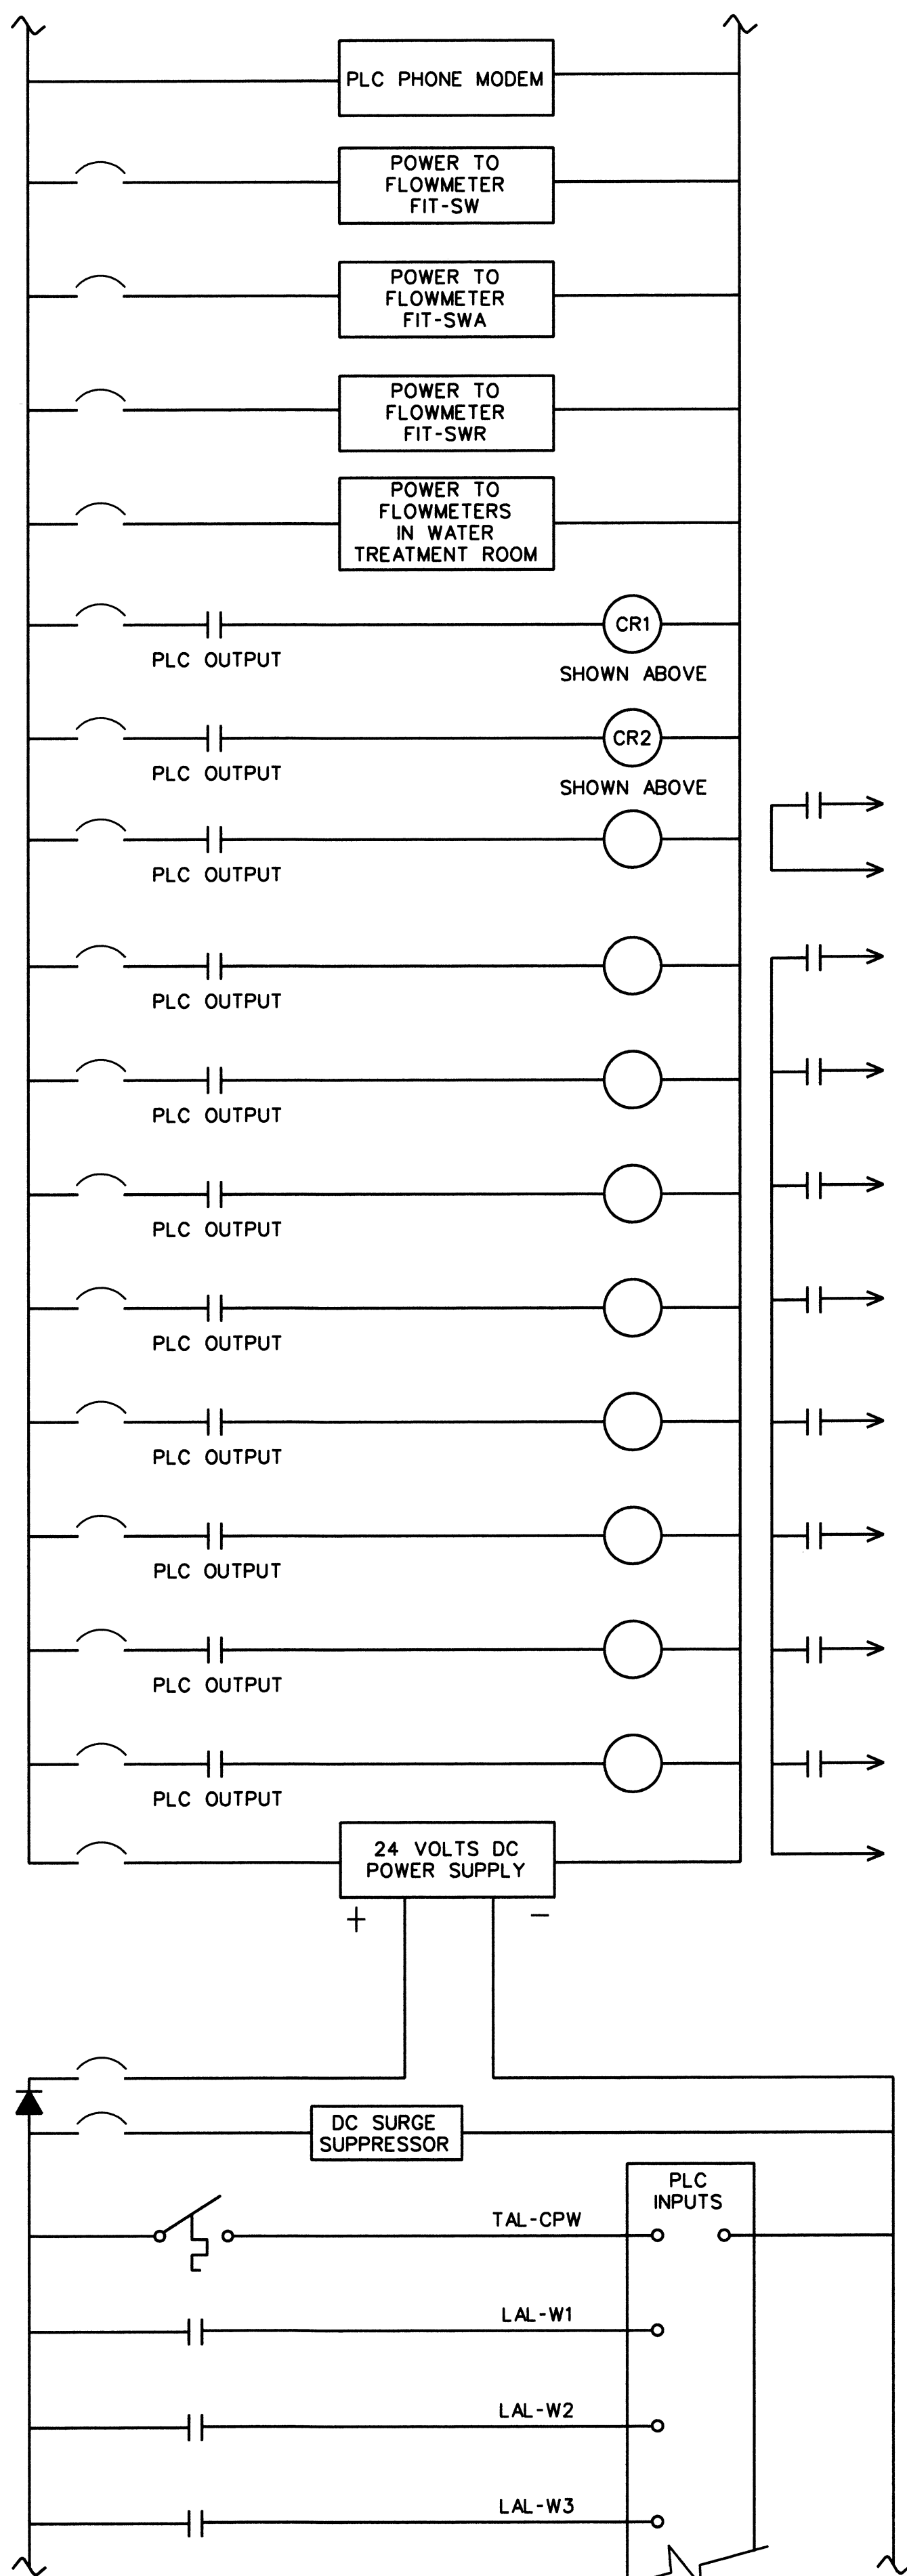 PLC PHONE MODEM
POWER TO
FLOWMETER
FIT-SW
POWER TO
FLOWMETER
FIT-SWA
POWER TO
FLOWMETER
FIT-SWR
POWER TO
FLOWMETERS
IN WATER
TREATMENT ROOM
CR1
PLC OUTPUT
SHOWN ABOVE
CR2
PLC OUTPUT
SHOWN ABOVE
PLC OUTPUT
PLC OUTPUT
PLC OUTPUT
PLC OUTPUT
PLC OUTPUT
PLC OUTPUT
PLC OUTPUT
PLC OUTPUT
PLC OUTPUT
24 VOLTS DC
POWER SUPPLY
+ −
DC SURGE
SUPPRESSOR
PLC
INPUTS
TAL-CPW
LAL-W1
LAL-W2
LAL-W3